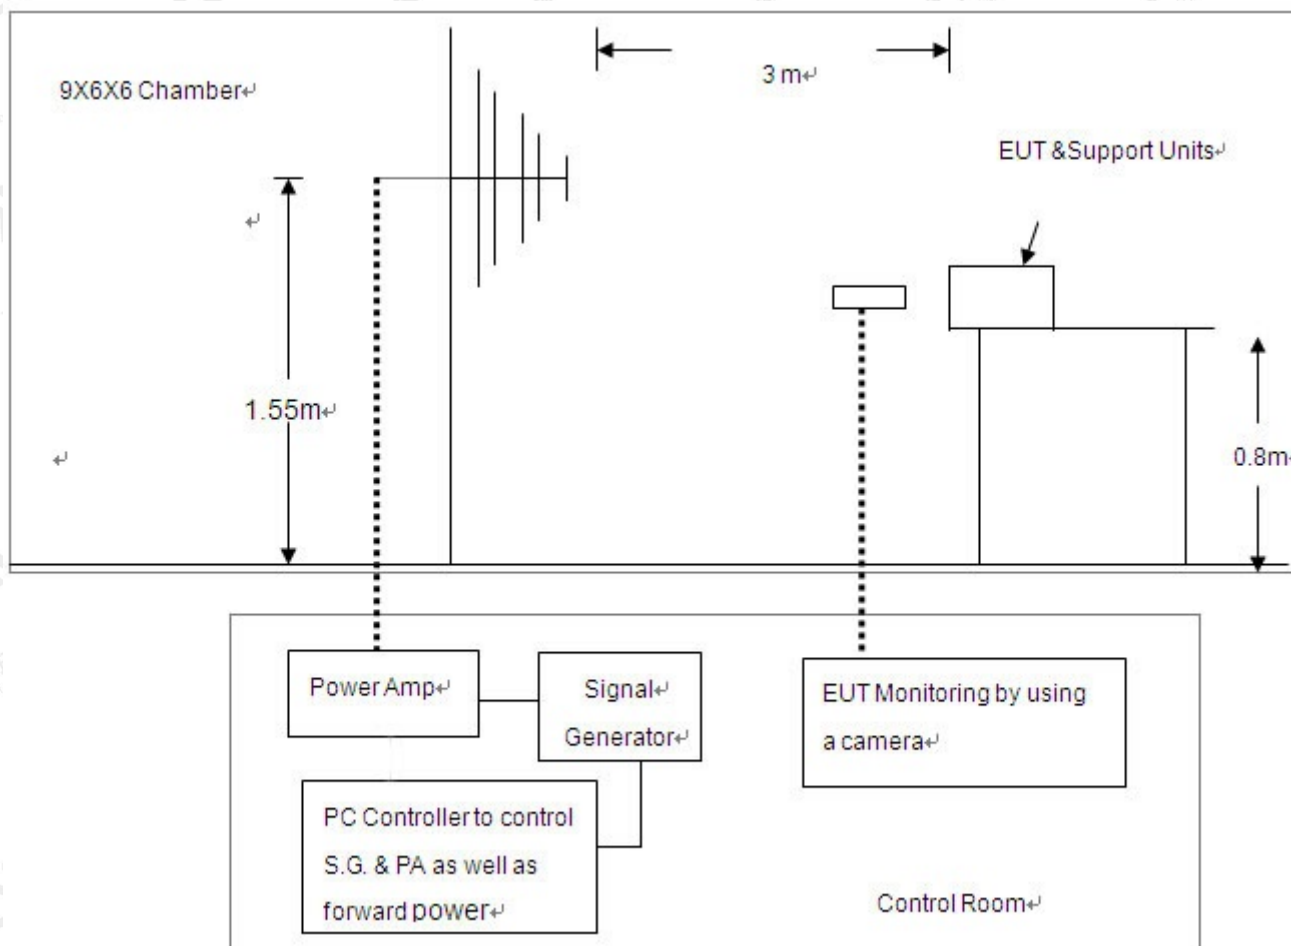 3 m↵
9X6X6 Chamber↵
EUT &Support Units↵
↵
1.55m↵
↵
0.8m↵
Power Amp↵
Signal↵
Generator↵
EUT Monitoring by using
a camera↵
PC Controller to control
S.G. & PA as well as
forward power↵
Control Room↵